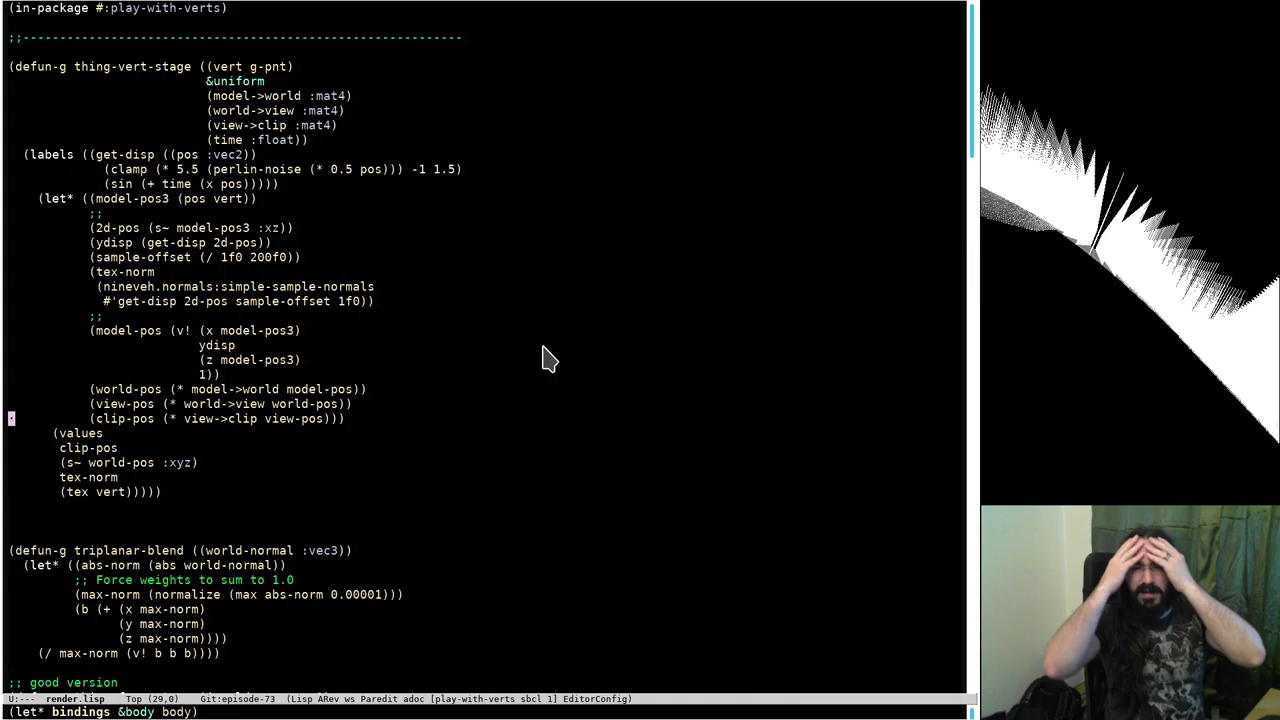 (in-package #:play-with-verts)
;;------------------------------------------------------------
(defun-g thing-vert-stage ((vert g-pnt)
&uniform
(model->world :mat4)
(world->view :mat4)
(view->clip :mat4)
(time :float))
(labels ((get-disp ((pos :vec2))
(clamp (* 5.5 (perlin-noise (* 0.5 pos))) -1 1.5)
(sin (+ time (x pos)))))
(let* ((model-pos3 (pos vert))
;;
(2d-pos (s~ model-pos3 :xz))
(ydisp (get-disp 2d-pos))
(sample-offset (/ 1f0 200f0))
(tex-norm
(nineveh.normals:simple-sample-normals
#'get-disp 2d-pos sample-offset 1f0))
;;
(model-pos (v! (x model-pos3)
ydisp
(z model-pos3)
1))
(world-pos (* model->world model-pos))
(view-pos (* world->view world-pos))
(clip-pos (* view->clip view-pos)))
(values
clip-pos
(s~ world-pos :xyz)
tex-norm
(tex vert)))))
(defun-g triplanar-blend ((world-normal :vec3))
(let* ((abs-norm (abs world-normal))
;; Force weights to sum to 1.0
(max-norm (normalize (max abs-norm 0.00001)))
(b (+ (x max-norm)
(y max-norm)
(z max-norm))))
(/ max-norm (v! b b b))))
;; good version
U:--- render.lisp Top (29,0) Git:episode-73 (Lisp ARev ws Paredit adoc [play-with-verts sbcl 1] EditorConfig)
(let* bindings &body body)